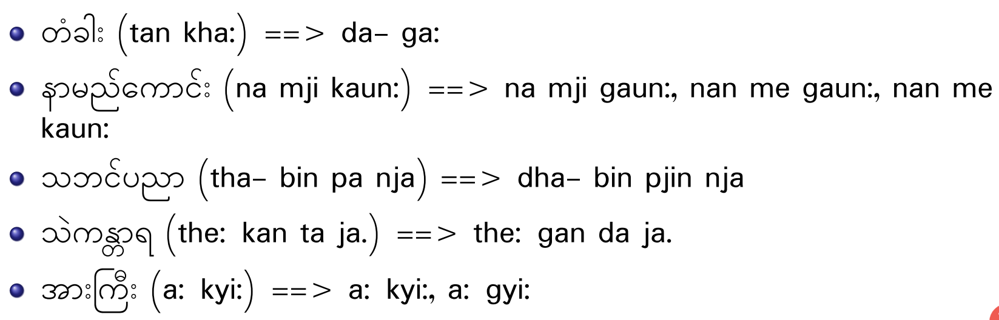 • တံခါး (tan kha:) ==> da– ga:
• နာမည်ကောင်း (na mji kaun:) ==> na mji gaun:, nan me gaun:, nan me
kaun:
• သဘင်ပညာ (tha– bin pa nja) ==> dha– bin pjin nja
• သဲကန္တာရ (the: kan ta ja.) ==> the: gan da ja.
• အားကြီး (a: kyi:) ==> a: kyi:, a: gyi: